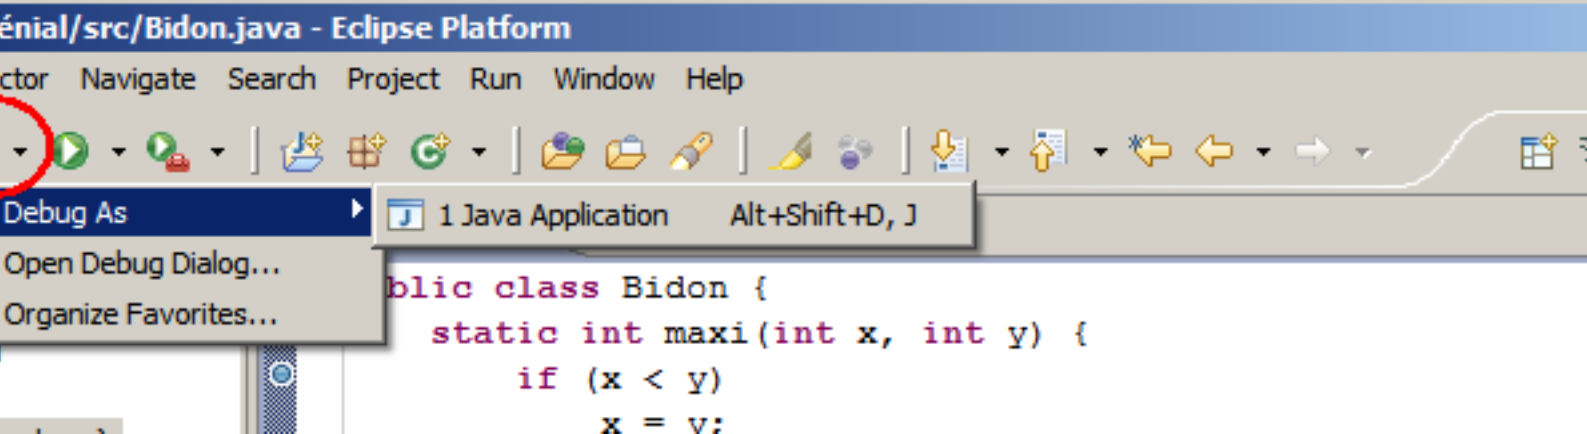 énial/src/Bidon.java - Eclipse Platform
ctor Navigate Search Project Run Window Help
Debug As
1 Java Application Alt+Shift+D, J
Open Debug Dialog...
Organize Favorites...
blic class Bidon {
static int maxi(int x, int y) {
if (x < y)
x = y;